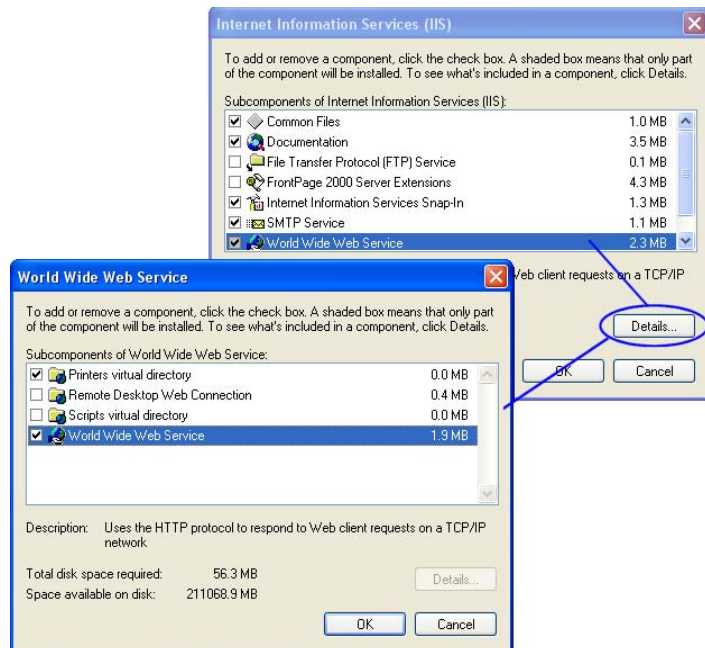 Internet Information Services (IIS)
To add or remove a component, click the check box. A shaded box means that only part
of the component will be installed. To see what's included in a component, click Details.
Subcomponents of Internet Information Services (IIS):
Common Files 1.0 MB
Documentation 3.5 MB
File Transfer Protocol (FTP) Service 0.1 MB
FrontPage 2000 Server Extensions 4.3 MB
Internet Information Services Snap-In 1.3 MB
SMTP Service 1.1 MB
World Wide Web Service 2.3 MB
Web client requests on a TCP/IP
Details...
OK Cancel
World Wide Web Service
To add or remove a component, click the check box. A shaded box means that only part
of the component will be installed. To see what's included in a component, click Details.
Subcomponents of World Wide Web Service:
Printers virtual directory 0.0 MB
Remote Desktop Web Connection 0.4 MB
Scripts virtual directory 0.0 MB
World Wide Web Service 1.9 MB
Description: Uses the HTTP protocol to respond to Web client requests on a TCP/IP
network
Total disk space required: 56.3 MB
Space available on disk: 211068.9 MB
Details...
OK Cancel